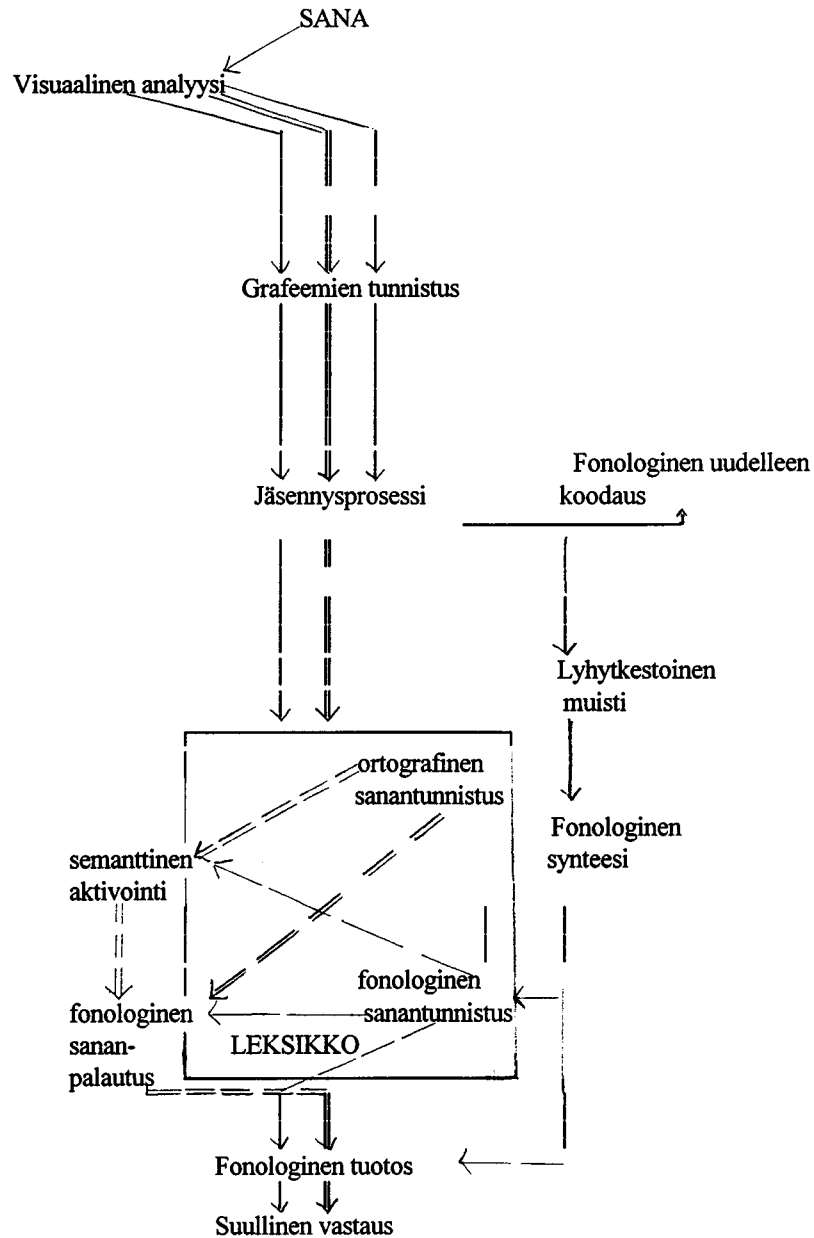 SANA
Visuaalinen analyysi
Grafeemien tunnistus
Jäsennysprosessi
Fonologinen uudelleen
koodaus
Lyhytkestoinen
muisti
Fonologinen
synteesi
ortografinen
sanantunnistus
semanttinen
aktivointi
fonologinen
sanantunnistus
fonologinen
sanan-
palautus
LEKSIKKO
Fonologinen tuotos
Suullinen vastaus